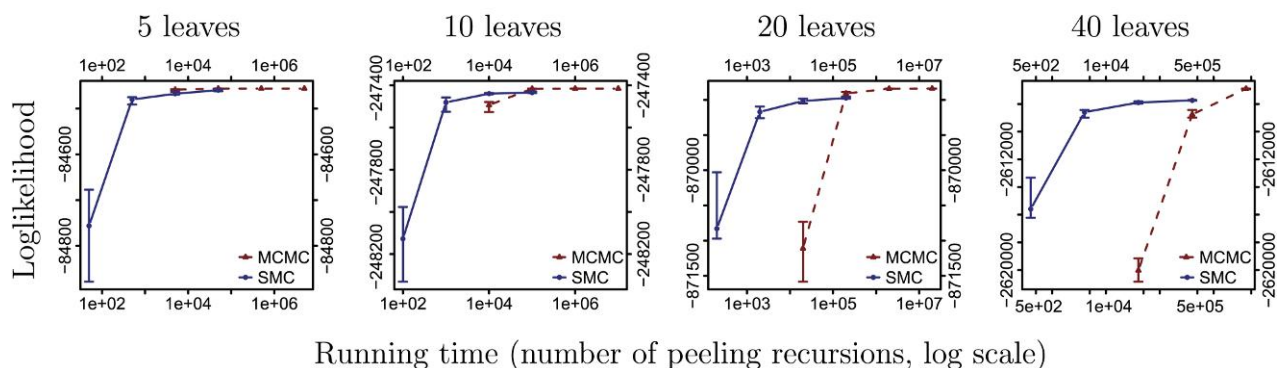 5 leaves 10 leaves 20 leaves 40 leaves
1e+02 1e+04 1e+06 1e+02 1e+04 1e+06 1e+03 1e+05 1e+07 5e+02 1e+04 5e+05
Loglikelihood
-84600 -84800
-84600 -84800
MCMC
SMC
-247400 -247800 -248200
-247400 -247800 -248200
MCMC
SMC
-870000 -871500
-870000 -871500
MCMC
SMC
-2612000 -2620000
-2612000 -2620000
MCMC
SMC
1e+02 1e+04 1e+06 1e+02 1e+04 1e+06 1e+03 1e+05 1e+07 5e+02 1e+04 5e+05
Running time (number of peeling recursions, log scale)